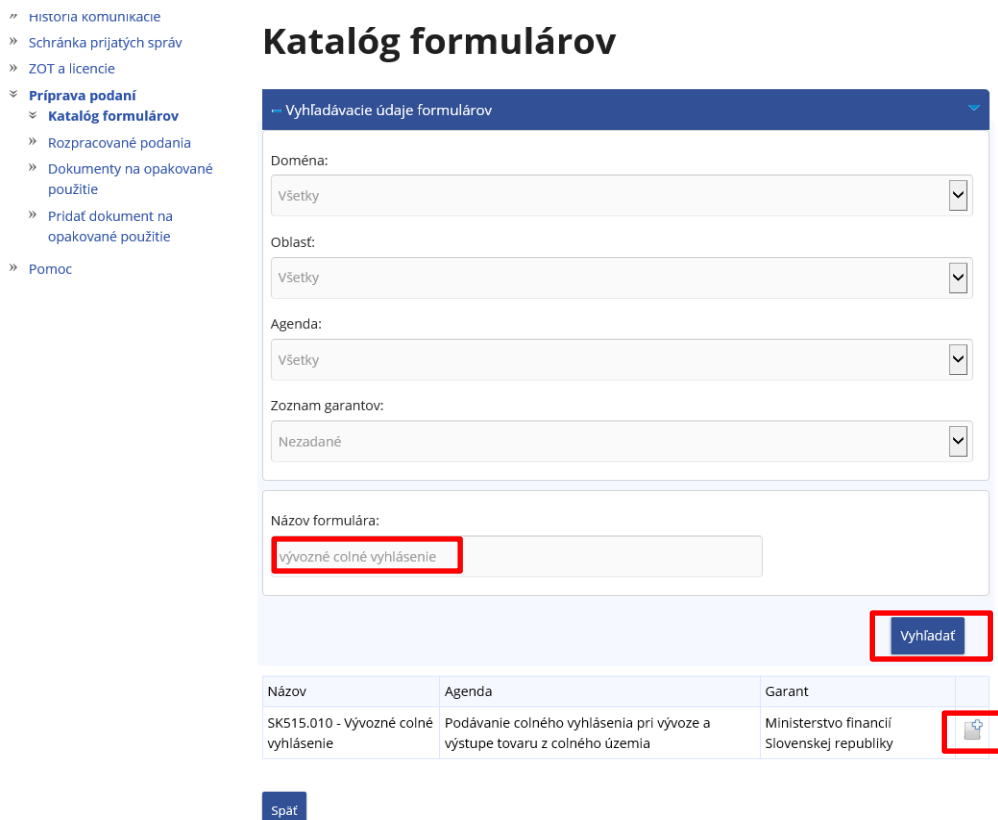 História komunikácie
Schránka prijatých správ
ZOT a licencie
Príprava podaní
Katalóg formulárov
Rozpracované podania
Dokumenty na opakované
použitie
Pridať dokument na
opakované použitie
Pomoc
Katalóg formulárov
Vyhľadávacie údaje formulárov
Doména:
Všetky
Oblasť:
Všetky
Agenda:
Všetky
Zoznam garantov:
Nezadané
Názov formulára:
vývozné colné vyhlásenie
Vyhľadať
Názov Agenda Garant
SK515.010 - Vývozné colné Podávanie colného vyhlásenia pri vývoze a Ministerstvo financií
vyhlásenie výstupe tovaru z colného územia Slovenskej republiky
Späť